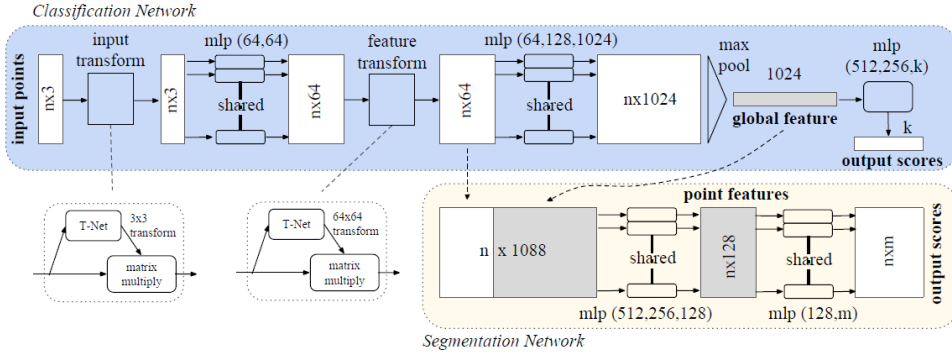 Classification Network
input points
nx3
input
transform
nx3
mlp (64,64)
shared
nx64
feature
transform
nx64
mlp (64,128,1024)
shared
nx1024
max
pool
1024
global feature
mlp
(512,256,k)
k
output scores
T-Net
3x3
transform
matrix
multiply
T-Net
64x64
transform
matrix
multiply
point features
n x 1088
shared
mlp (512,256,128)
nx128
shared
mlp (128,m)
nxm
output scores
Segmentation Network